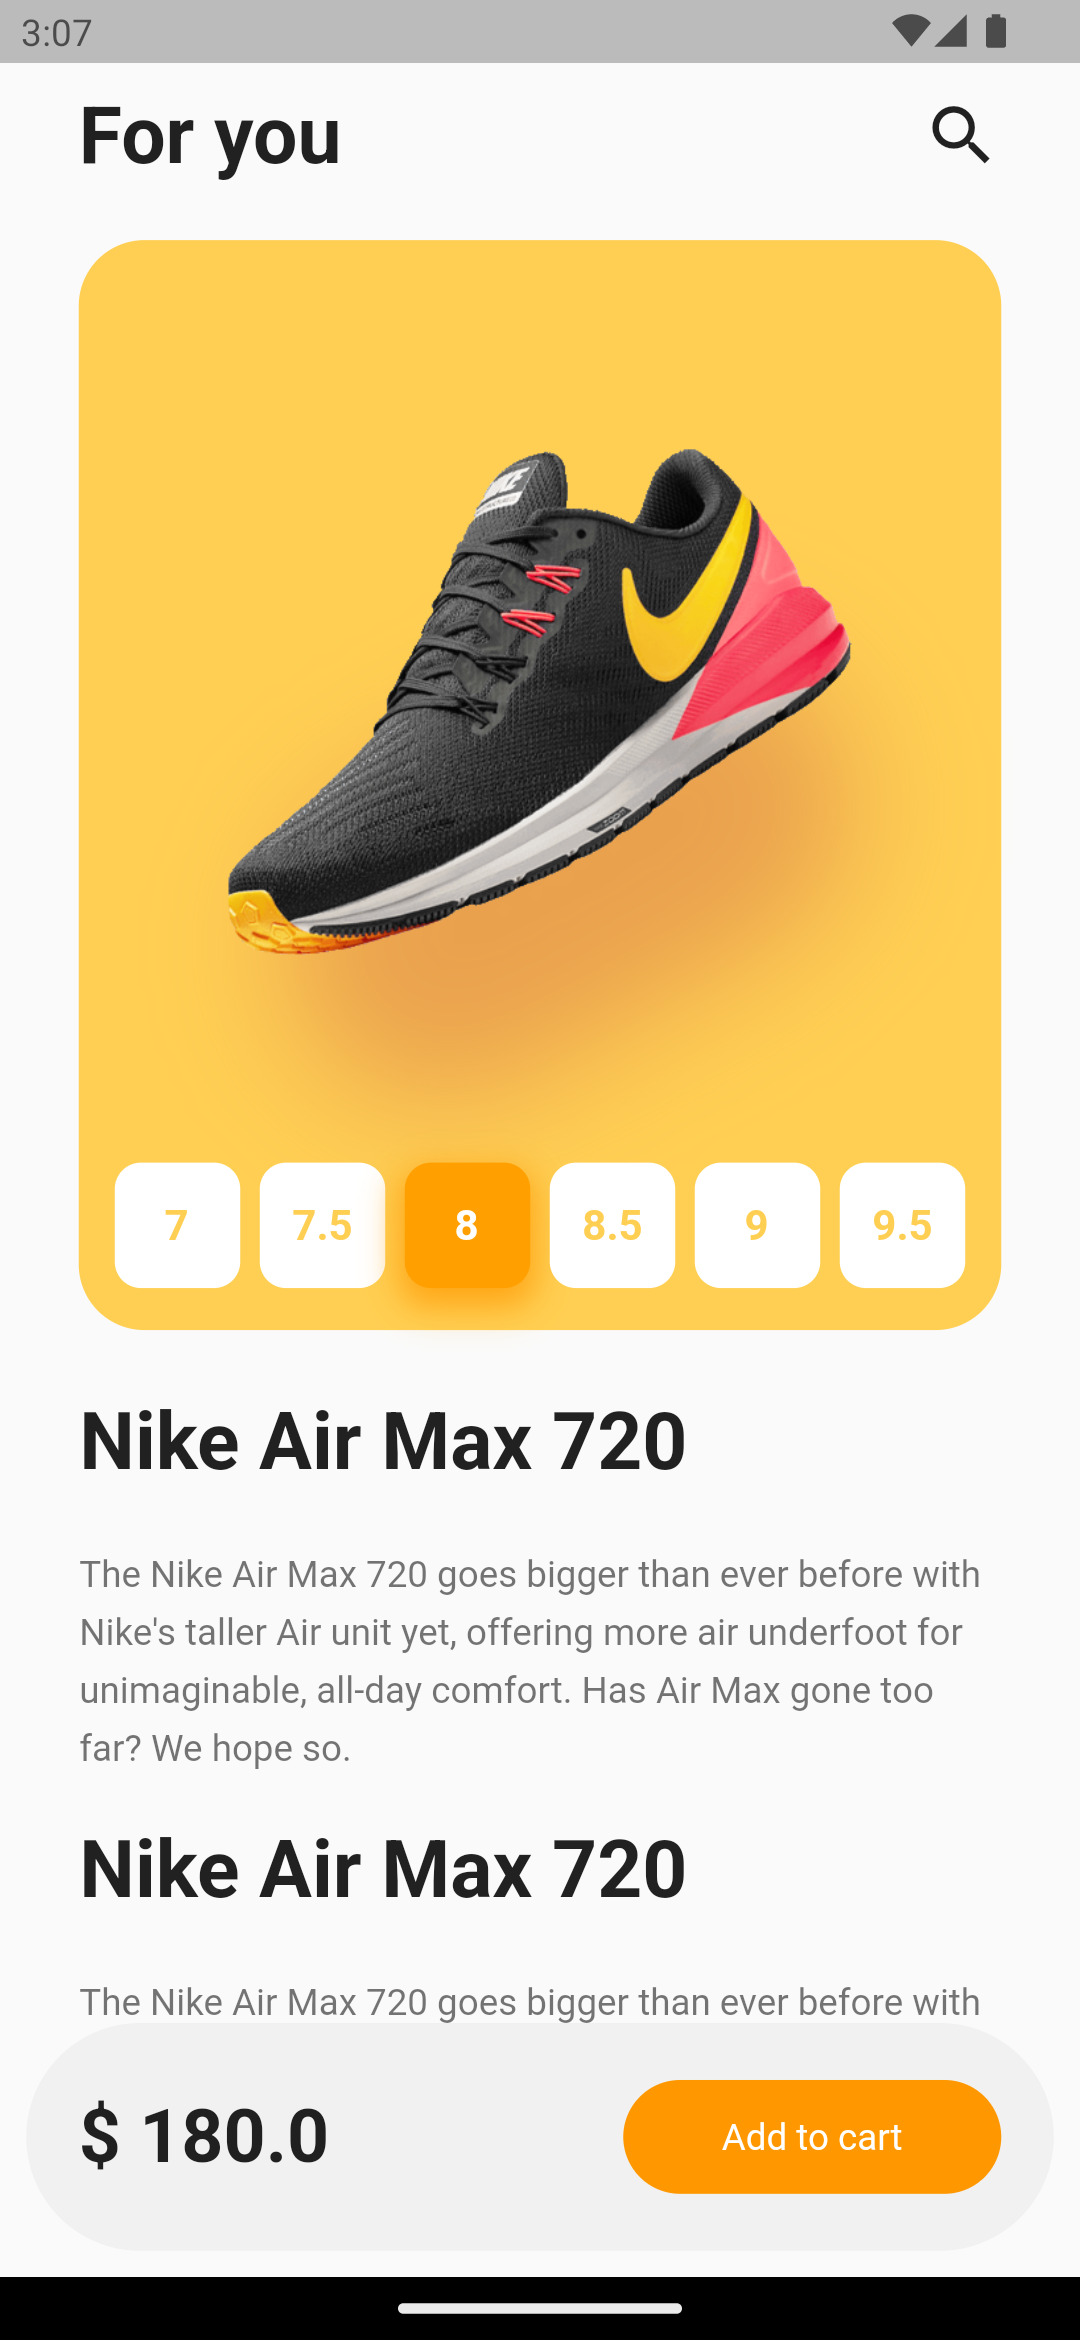 3:07
For you
7
7.5
8
8.5
9
9.5
Nike Air Max 720
The Nike Air Max 720 goes bigger than ever before with
Nike's taller Air unit yet, offering more air underfoot for
unimaginable, all-day comfort. Has Air Max gone too
far? We hope so.
Nike Air Max 720
The Nike Air Max 720 goes bigger than ever before with
$ 180.0
Add to cart